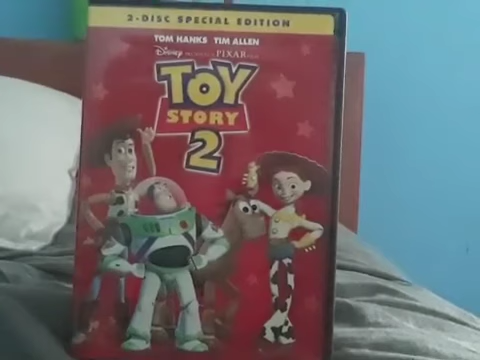 2-DISC SPECIAL EDITION
TOM HANKS TIM ALLEN
Disney PIXAR
TOY
STORY
2